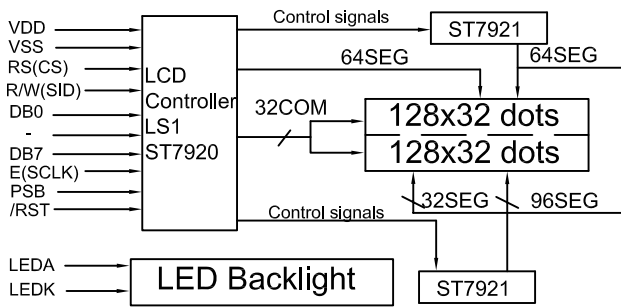 VDD
VSS
RS(CS)
R/W(SID)
DB0
-
DB7
E(SCLK)
PSB
/RST
LCD
Controller
LS1
ST7920
Control signals
ST7921
64SEG
64SEG
32COM
128x32 dots
128x32 dots
32SEG
96SEG
Control signals
ST7921
LEDA
LEDK
LED Backlight